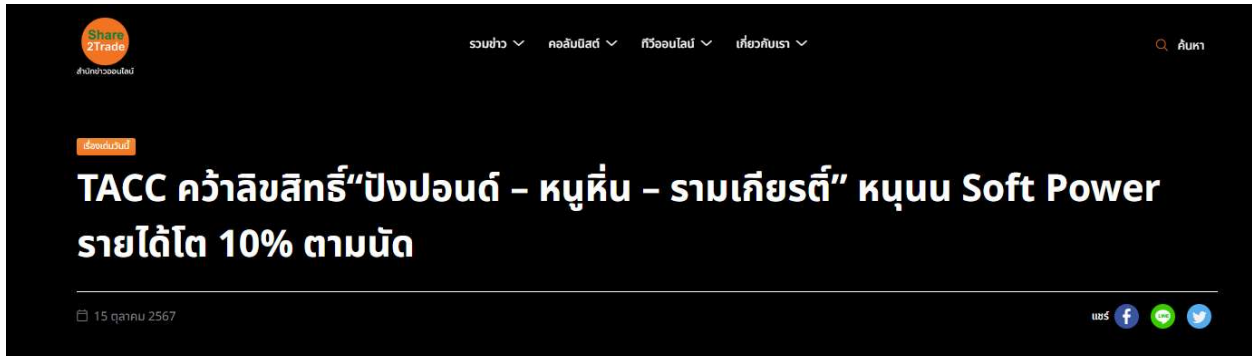 Share
2Trade
สำนักข่าวออนไลน์
รวมข่าว
คอลัมนิสต์
ทีวีออนไลน์
เกี่ยวกับเรา
ค้นหา
เรื่องเด่นวันนี้
TACC คว้าลิขสิทธิ์“ปังปอนด์ – หนูหิ่น – รามเกียรติ์” หนุนน Soft Power
รายได้โต 10% ตามนัด
15 ตุลาคม 2567
แชร์
LINE